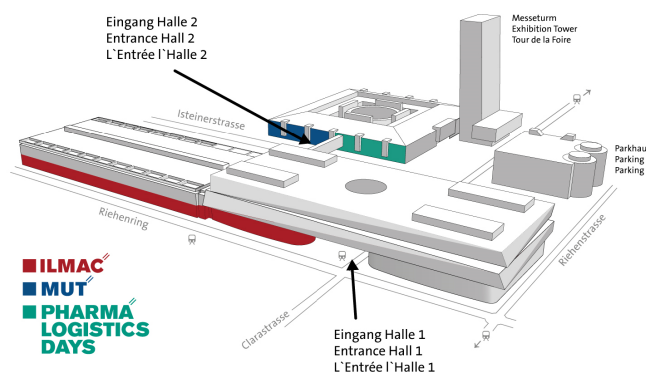 Eingang Halle 2
Entrance Hall 2
L`Entrée l`Halle 2
Messeturm
Exhibition Tower
Tour de la Foire
Isteinerstrasse
Parkhau
Parking
Parking
Riehenring
Riehenstrasse
Clarastrasse
ILMAC
MUT
PHARMA
LOGISTICS
DAYS
Eingang Halle 1
Entrance Hall 1
L`Entrée l`Halle 1